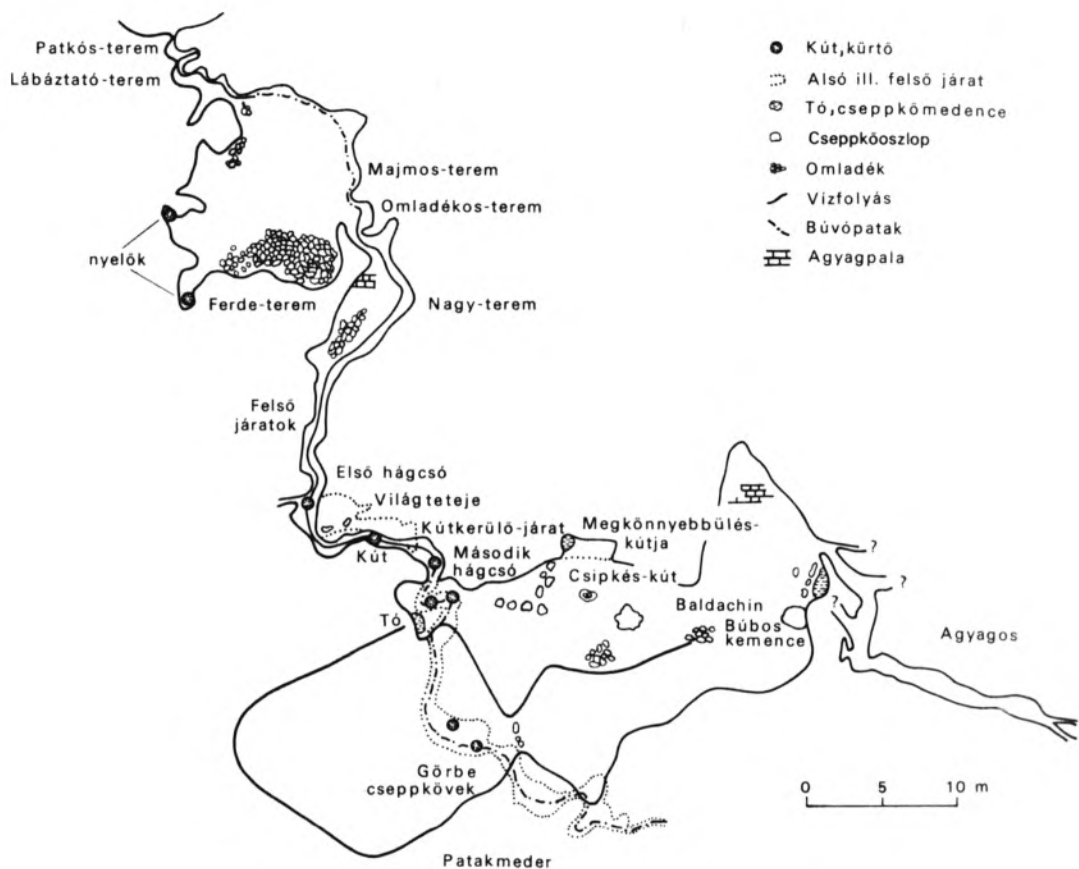 Patkós-terem
Lábáztató-terem
Majmos-terem
Omladékos-terem
nyelők
Ferde-terem
Nagy-terem
Felső
járatok
Első hágcsó
Világteteje
Kútkerülő-járat
Kút
Második
hágcsó
Megkönnyebbülés-
kútja
Csipkés-kút
Tó
Baldachin
Búbos
kemence
?
?
?
Agyagos
Görbe
cseppkövek
Patakmeder
Kút,kürtő
Alsó ill. felső járat
Tó,cseppkőmedence
Cseppkőoszlop
Omladék
Vízfolyás
Búvópatak
Agyagpala
0 5 10 m